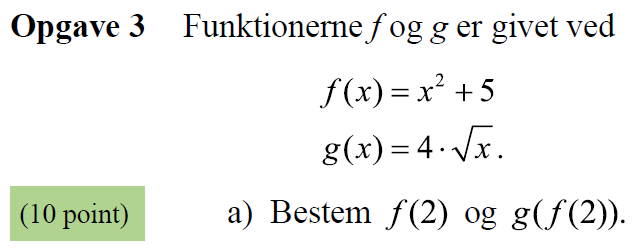 Opgave 3 Funktionerne f og g er givet ved
f(x) = x² + 5
g(x) = 4 · √x.
(10 point) a) Bestem f(2) og g(f(2)).